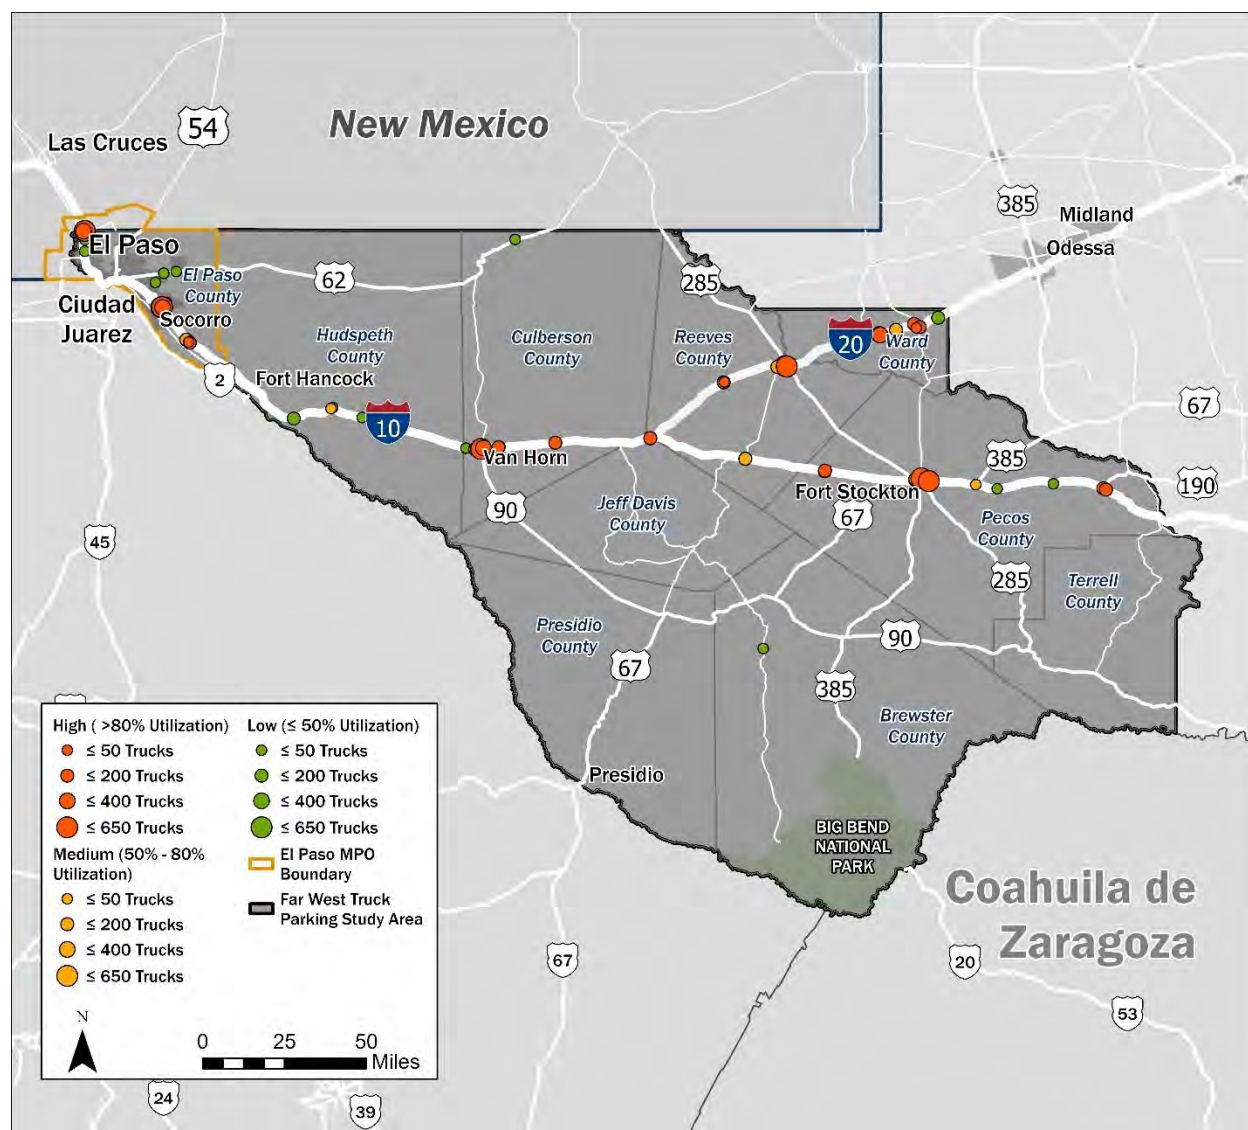 New Mexico
54
Las Cruces
385
Midland
Odessa
El Paso
El Paso
County
62
285
Ciudad
Juarez
Socorro
Hudspeth
County
Culberson
County
Reeves
County
20
Ward
County
2
Fort Hancock
10
67
Van Horn
385
190
Fort Stockton
90
Jeff Davis
County
67
Pecos
County
45
285
Terrell
County
Presidio
County
90
67
385
Brewster
County
Presidio
BIG BEND
NATIONAL
PARK
Coahuila de
Zaragoza
67
20
53
24
39
High ( >80% Utilization)
≤ 50 Trucks
≤ 200 Trucks
≤ 400 Trucks
≤ 650 Trucks
Medium (50% - 80%
Utilization)
≤ 50 Trucks
≤ 200 Trucks
≤ 400 Trucks
≤ 650 Trucks
Low (≤ 50% Utilization)
≤ 50 Trucks
≤ 200 Trucks
≤ 400 Trucks
≤ 650 Trucks
El Paso MPO
Boundary
Far West Truck
Parking Study Area
N
0 25 50
Miles